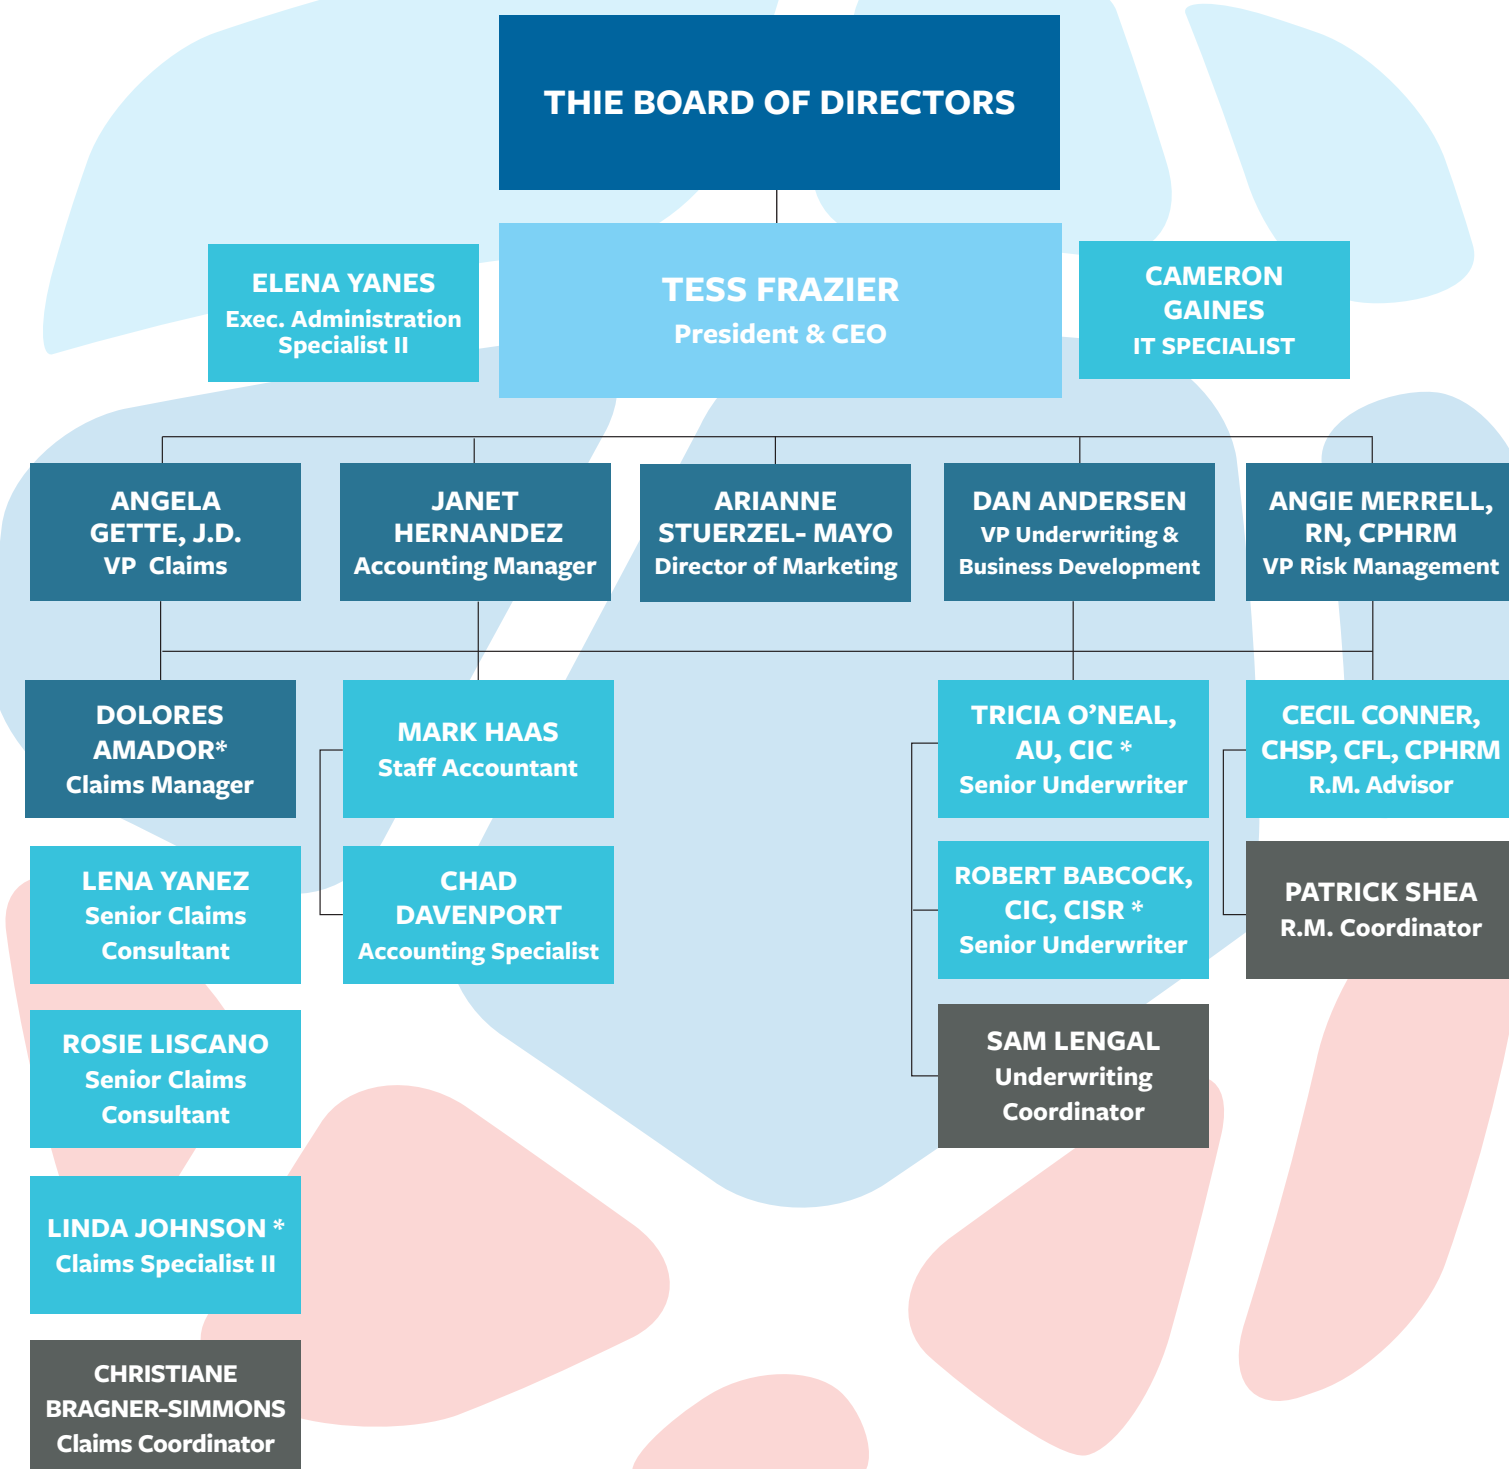 THIE BOARD OF DIRECTORS
ELENA YANES
Exec. Administration
Specialist II
TESS FRAZIER
President & CEO
CAMERON
GAINES
IT SPECIALIST
ANGELA
GETTE, J.D.
VP Claims
JANET
HERNANDEZ
Accounting Manager
ARIANNE
STUERZEL- MAYO
Director of Marketing
DAN ANDERSEN
VP Underwriting &
Business Development
ANGIE MERRELL,
RN, CPHRM
VP Risk Management
DOLORES
AMADOR*
Claims Manager
MARK HAAS
Staff Accountant
TRICIA O’NEAL,
AU, CIC *
Senior Underwriter
CECIL CONNER,
CHSP, CFL, CPHRM
R.M. Advisor
LENA YANEZ
Senior Claims
Consultant
CHAD
DAVENPORT
Accounting Specialist
ROBERT BABCOCK,
CIC, CISR *
Senior Underwriter
PATRICK SHEA
R.M. Coordinator
ROSIE LISCANO
Senior Claims
Consultant
SAM LENGAL
Underwriting
Coordinator
LINDA JOHNSON *
Claims Specialist II
CHRISTIANE
BRAGNER-SIMMONS
Claims Coordinator